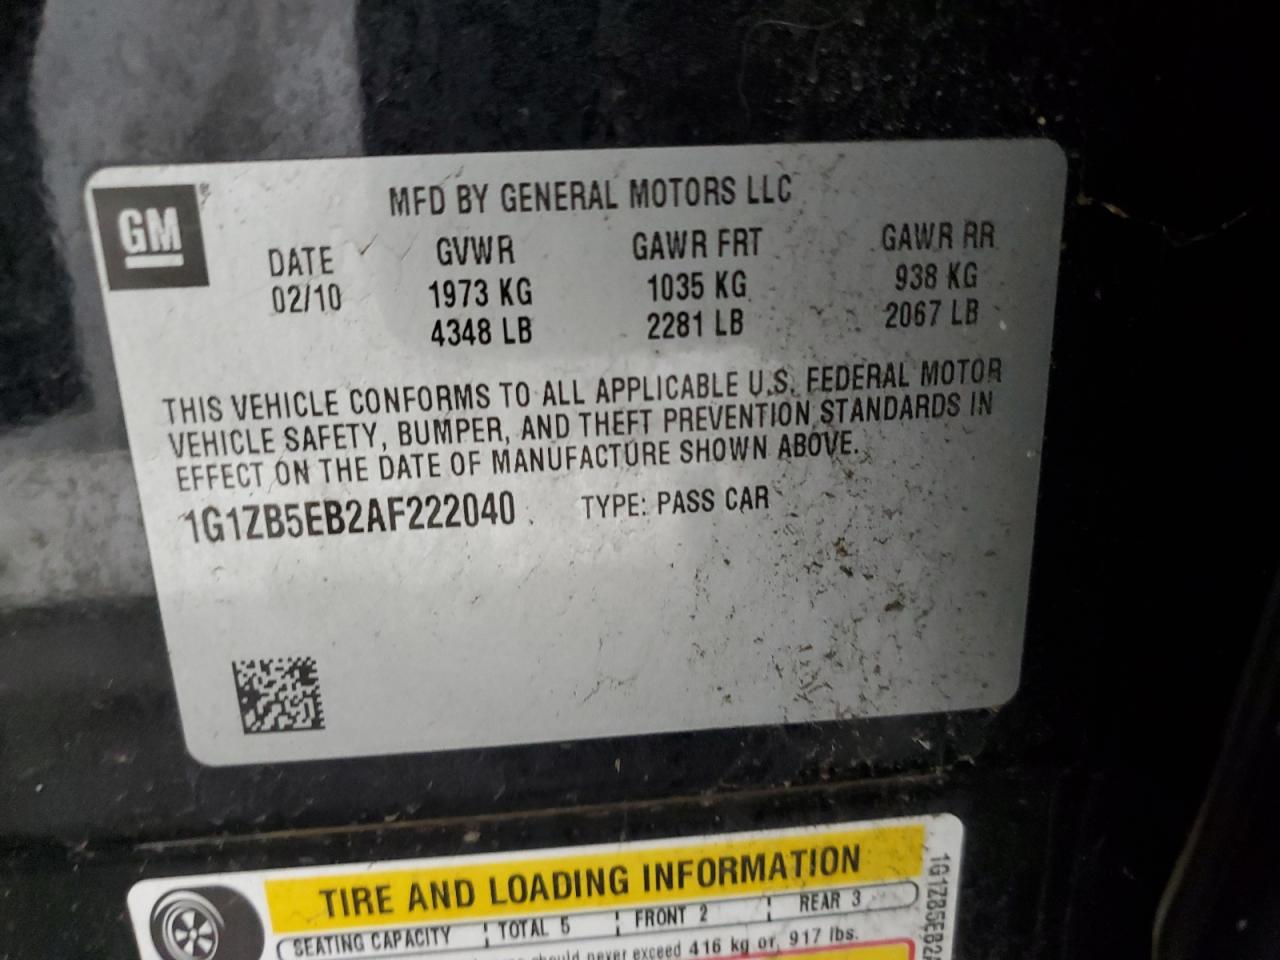 GM
MFD BY GENERAL MOTORS LLC
DATE GVWR GAWR FRT GAWR RR
02/10 1973 KG 1035 KG 938 KG
4348 LB 2281 LB 2067 LB
THIS VEHICLE CONFORMS TO ALL APPLICABLE U.S. FEDERAL MOTOR
VEHICLE SAFETY, BUMPER, AND THEFT PREVENTION STANDARDS IN
EFFECT ON THE DATE OF MANUFACTURE SHOWN ABOVE.
1G1ZB5EB2AF222040 TYPE: PASS CAR
TIRE AND LOADING INFORMATION
SEATING CAPACITY TOTAL 5 FRONT 2 REAR 3
should never exceed 416 kg or 917 lbs.
1G1ZB5EB2A